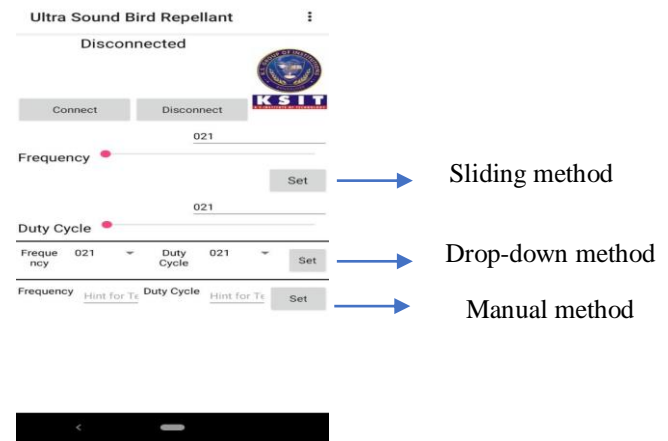 Ultra Sound Bird Repellant
Disconnected
KSIT
Connect
Disconnect
021
Frequency
Set
Sliding method
021
Duty Cycle
Freque
ncy
021
Duty
Cycle
021
Set
Drop-down method
Frequency
Hint for Te
Duty Cycle
Hint for Te
Set
Manual method